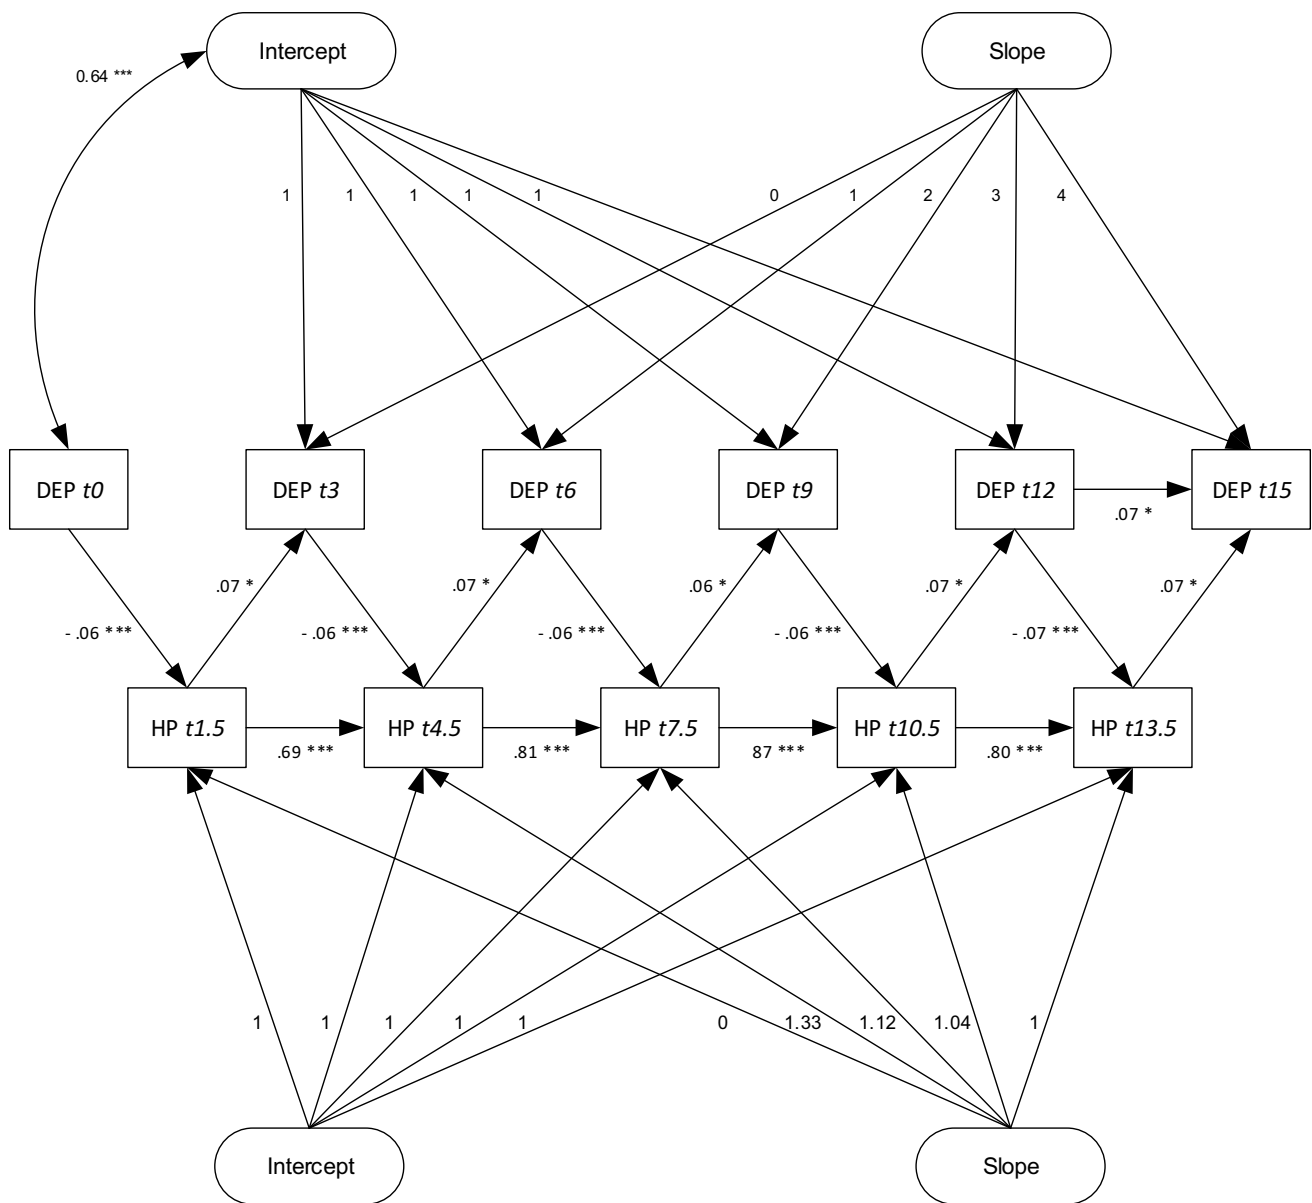 Intercept
Slope
0.64 ***
1 1 1 1 1 0 1 2 3 4
DEP t0 DEP t3 DEP t6 DEP t9 DEP t12 DEP t15
.07 *
.07 * .07 * .06 * .07 * .07 *
- .06 *** - .06 *** - .06 *** - .06 *** - .07 ***
HP t1.5 HP t4.5 HP t7.5 HP t10.5 HP t13.5
.69 *** .81 *** 87 *** .80 ***
1 1 1 1 1 0 1.33 1.12 1.04 1
Intercept
Slope